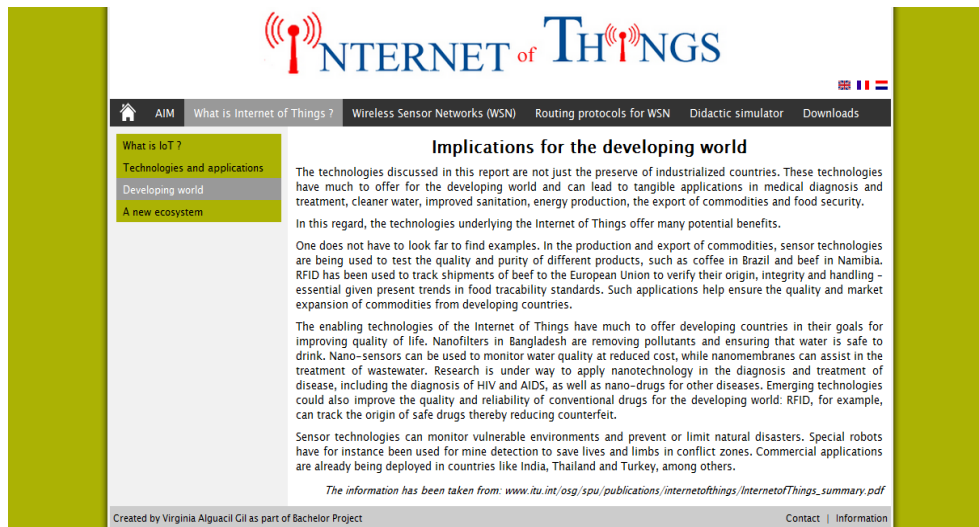 INTERNET of THINGS
AIM What is Internet of Things ? Wireless Sensor Networks (WSN) Routing protocols for WSN Didactic simulator Downloads
What is IoT ?
Technologies and applications
Developing world
A new ecosystem
Implications for the developing world
The technologies discussed in this report are not just the preserve of industrialized countries. These technologies
have much to offer for the developing world and can lead to tangible applications in medical diagnosis and
treatment, cleaner water, improved sanitation, energy production, the export of commodities and food security.
In this regard, the technologies underlying the Internet of Things offer many potential benefits.
One does not have to look far to find examples. In the production and export of commodities, sensor technologies
are being used to test the quality and purity of different products, such as coffee in Brazil and beef in Namibia.
RFID has been used to track shipments of beef to the European Union to verify their origin, integrity and handling -
essential given present trends in food tracability standards. Such applications help ensure the quality and market
expansion of commodities from developing countries.
The enabling technologies of the Internet of Things have much to offer developing countries in their goals for
improving quality of life. Nanofilters in Bangladesh are removing pollutants and ensuring that water is safe to
drink. Nano-sensors can be used to monitor water quality at reduced cost, while nanomembranes can assist in the
treatment of wastewater. Research is under way to apply nanotechnology in the diagnosis and treatment of
disease, including the diagnosis of HIV and AIDS, as well as nano-drugs for other diseases. Emerging technologies
could also improve the quality and reliability of conventional drugs for the developing world: RFID, for example,
can track the origin of safe drugs thereby reducing counterfeit.
Sensor technologies can monitor vulnerable environments and prevent or limit natural disasters. Special robots
have for instance been used for mine detection to save lives and limbs in conflict zones. Commercial applications
are already being deployed in countries like India, Thailand and Turkey, among others.
The information has been taken from: www.itu.int/osg/spu/publications/internetofthings/InternetofThings_summary.pdf
Created by Virginia Alguacil Gil as part of Bachelor Project
Contact | Information